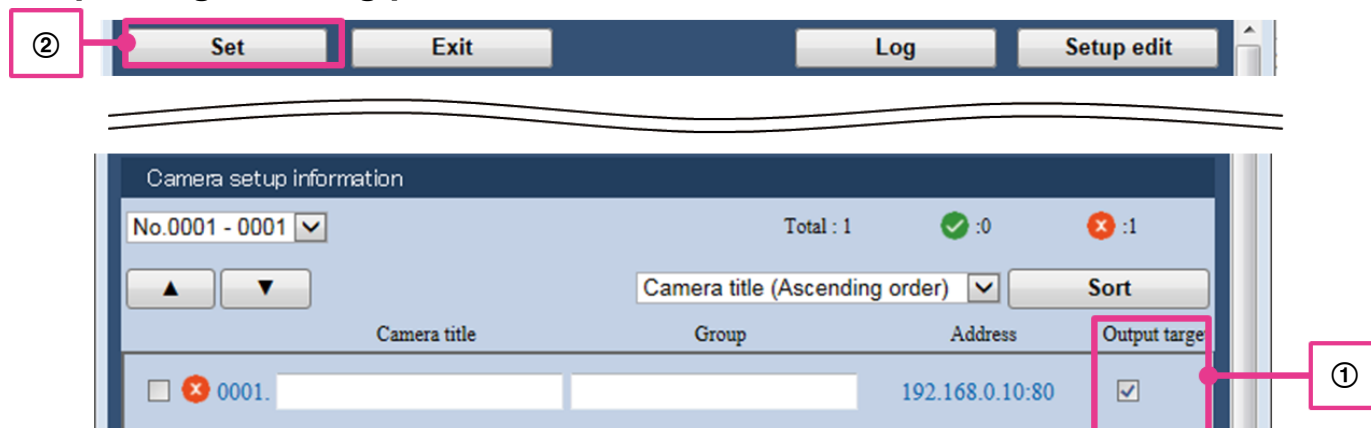 ②
Set Exit Log Setup edit
Camera setup information
No.0001 - 0001 Total : 1 :0 :1
▲ ▼ Camera title (Ascending order) Sort
Camera title Group Address Output target
0001. 192.168.0.10:80
①